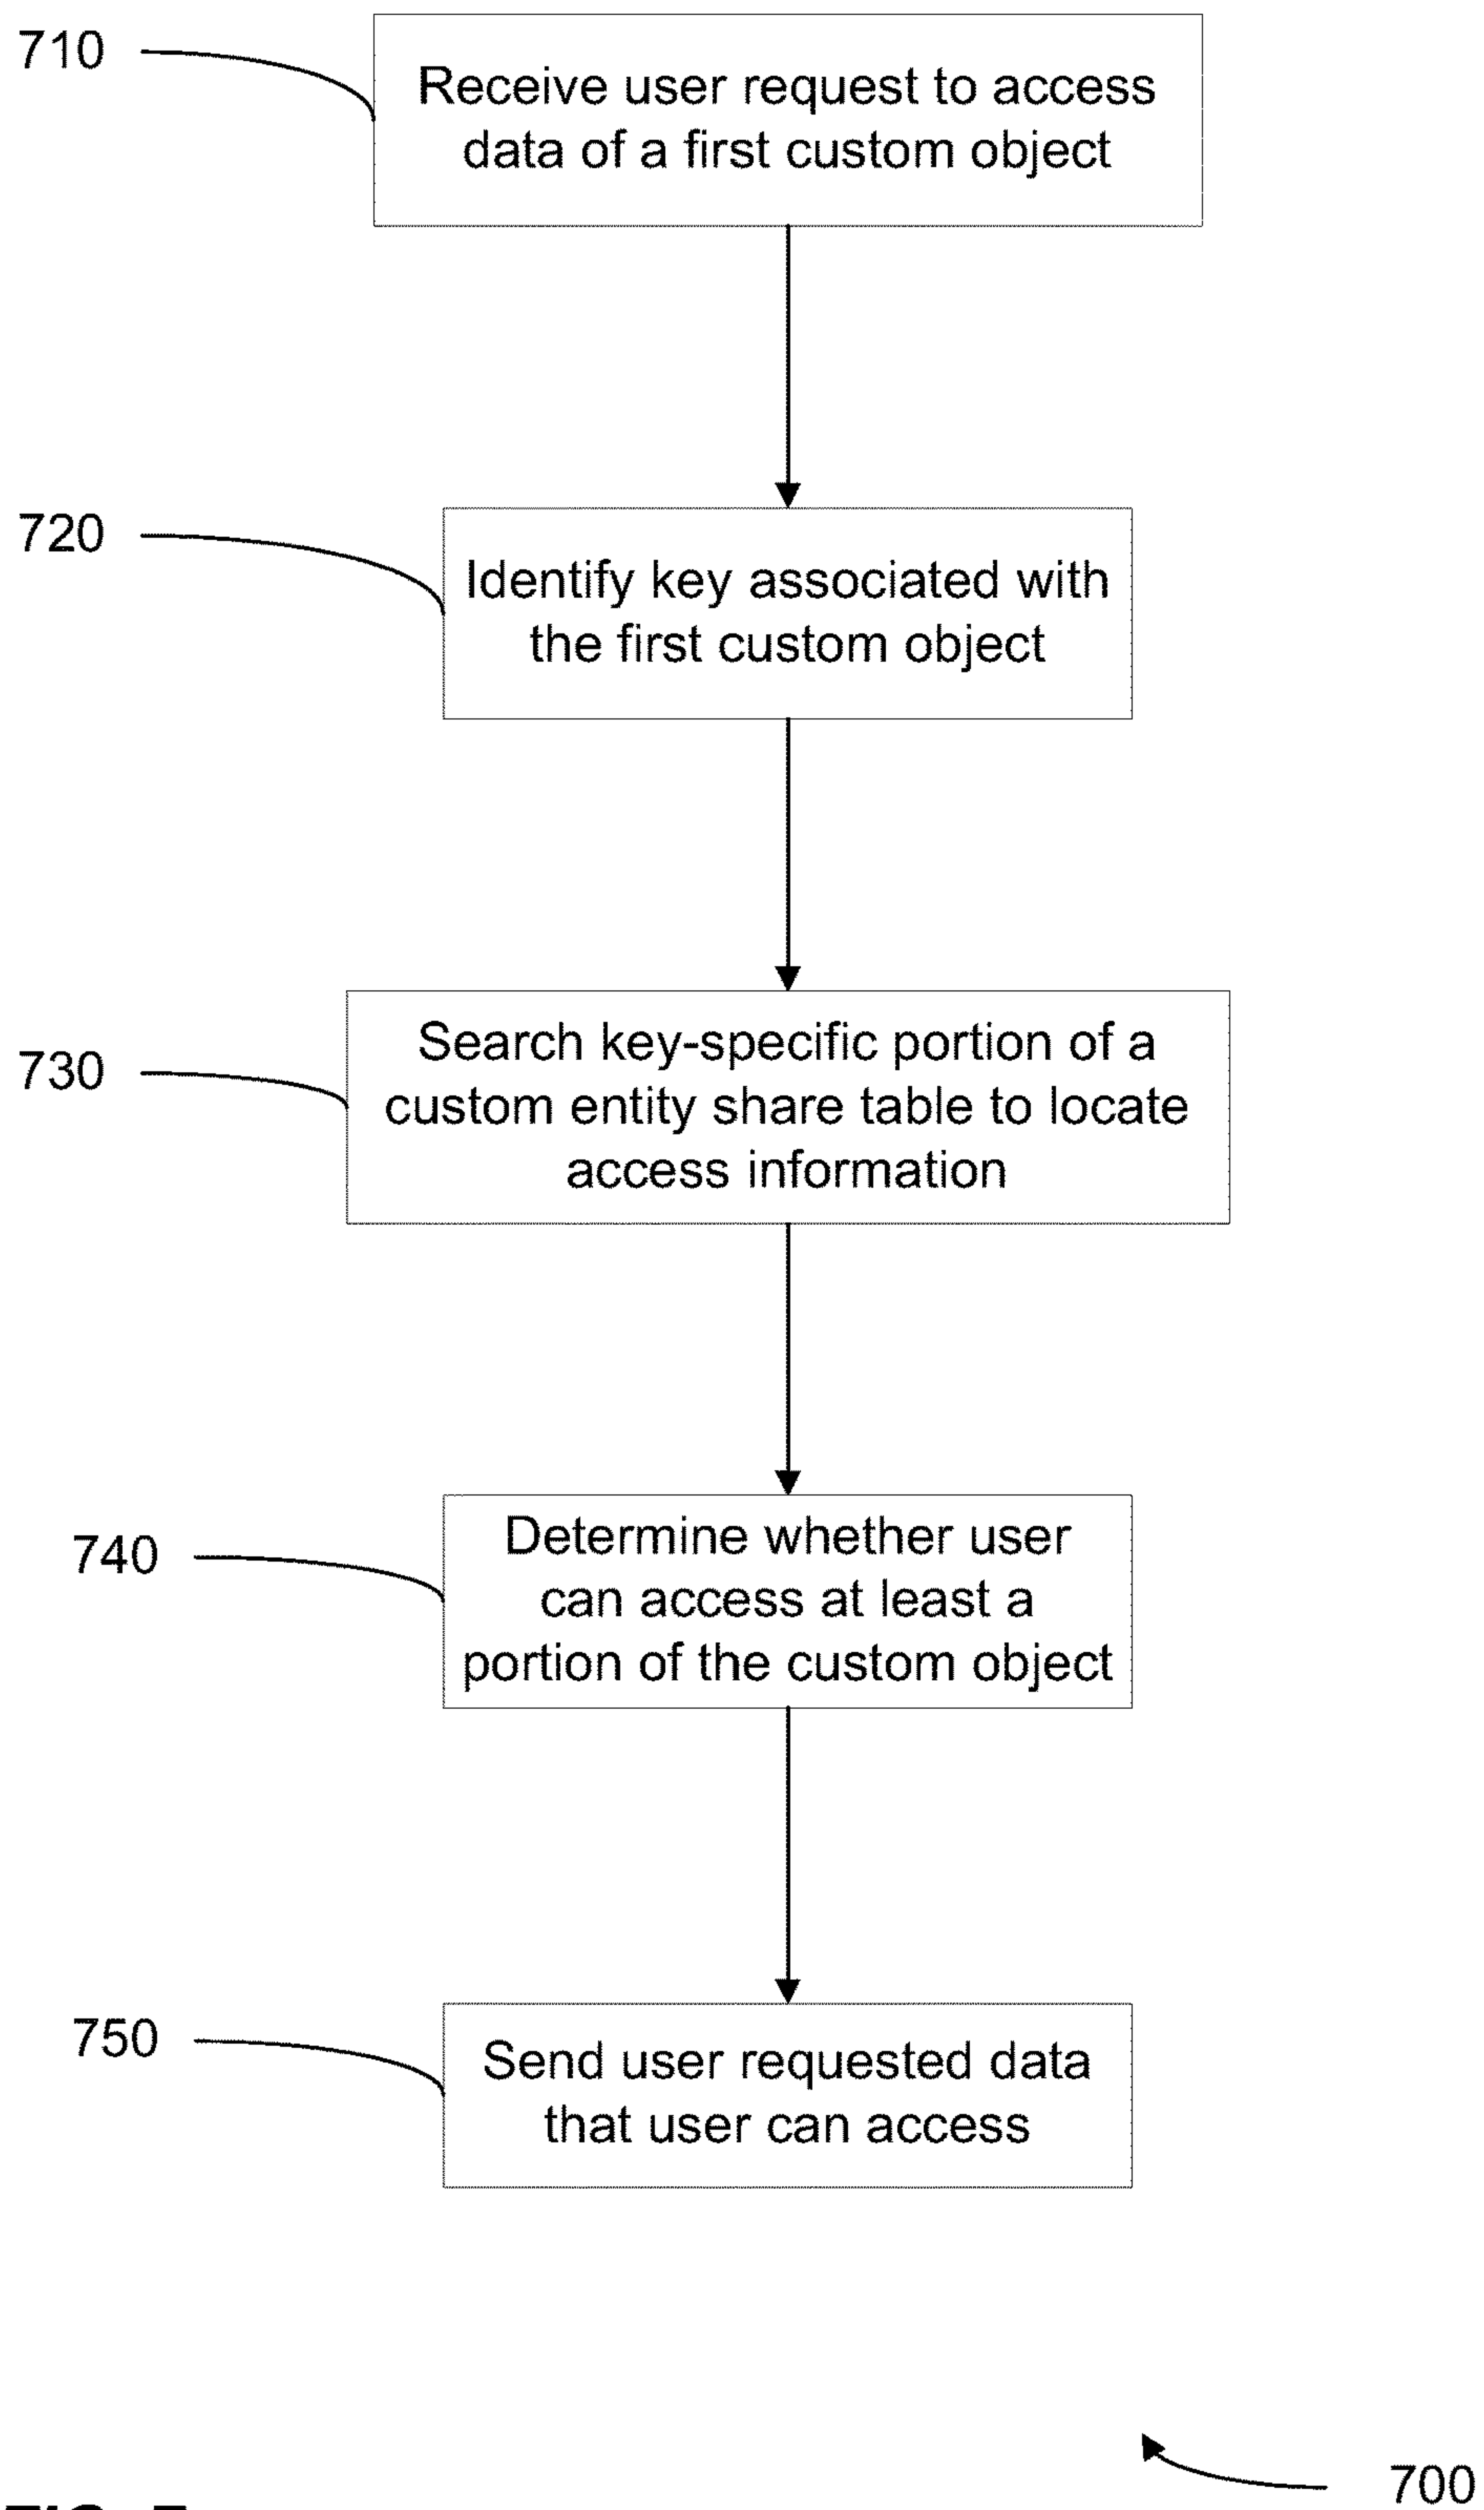 710
Receive user request to access
data of a first custom object
720
Identify key associated with
the first custom object
730
Search key-specific portion of a
custom entity share table to locate
access information
740
Determine whether user
can access at least a
portion of the custom object
750
Send user requested data
that user can access
700